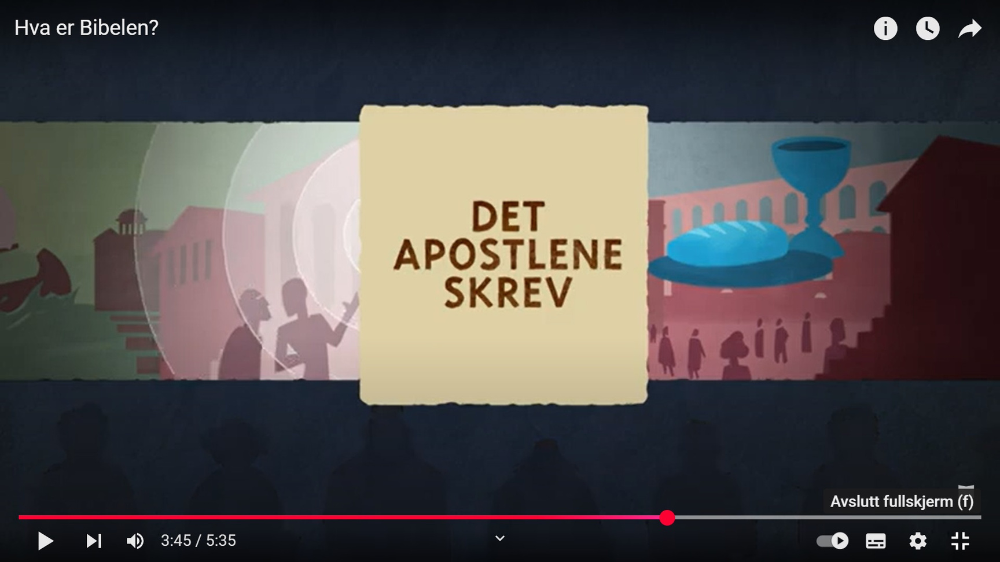 Hva er Bibelen?
DET
APOSTLENE
SKREV
Avslutt fullskjerm (f)
3:45 / 5:35